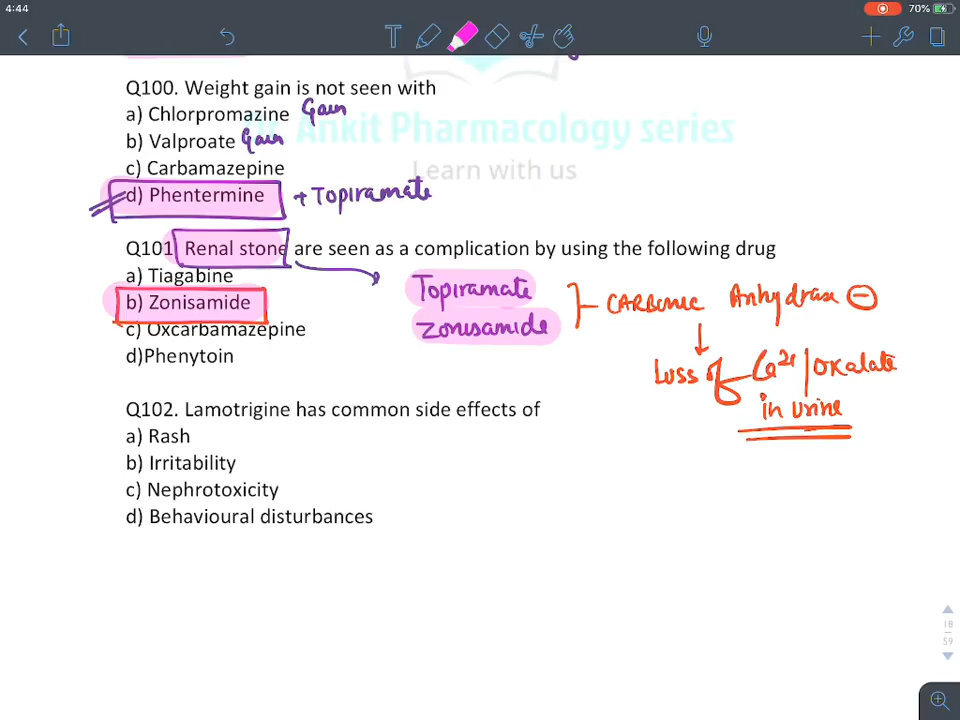 4:44
70%
T
Q100. Weight gain is not seen with
a) Chlorpromazine Gain
Ankit Pharmacology series
b) Valproate Gain
c) Carbamazepine
Learn with us
d) Phentermine + Topiramate
Q101 Renal stone are seen as a complication by using the following drug
a) Tiagabine
Topiramate
b) Zonisamide
Zonisamide
CARBONIC Anhydrase
c) Oxcarbamazepine
d)Phenytoin
Loss of Ca2+/Oxalate
in urine
Q102. Lamotrigine has common side effects of
a) Rash
b) Irritability
c) Nephrotoxicity
d) Behavioural disturbances
18
59